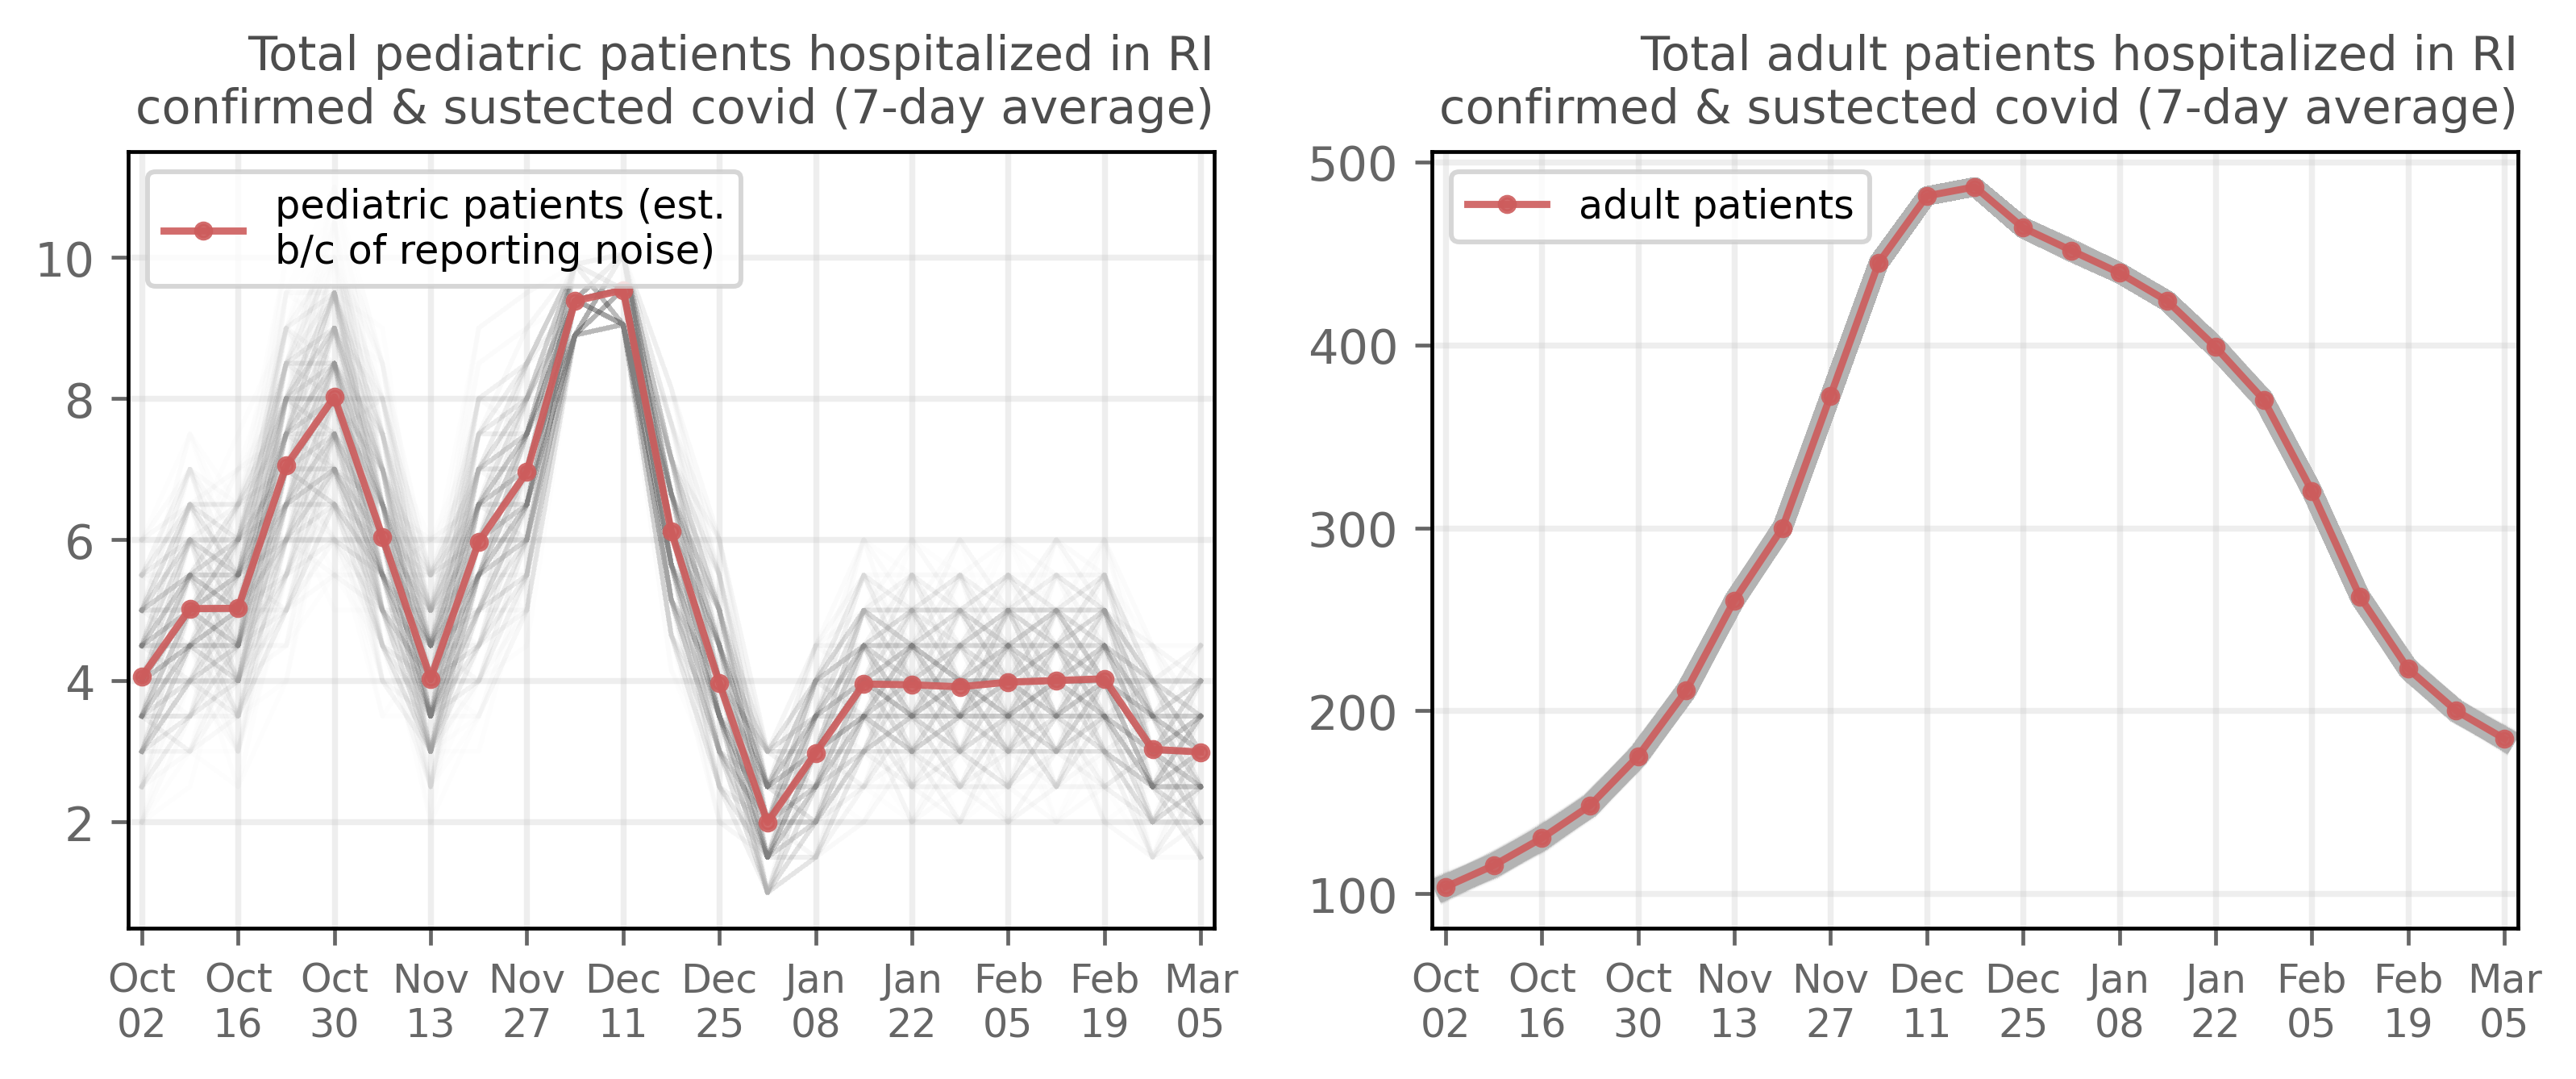 Total pediatric patients hospitalized in RI
confirmed & sustected covid (7-day average)
pediatric patients (est.
b/c of reporting noise)
10
8
6
4
2
Oct Oct Oct Nov Nov Dec Dec Jan Jan Feb Feb Mar
02 16 30 13 27 11 25 08 22 05 19 05
Total adult patients hospitalized in RI
confirmed & sustected covid (7-day average)
adult patients
500
400
300
200
100
Oct Oct Oct Nov Nov Dec Dec Jan Jan Feb Feb Mar
02 16 30 13 27 11 25 08 22 05 19 05